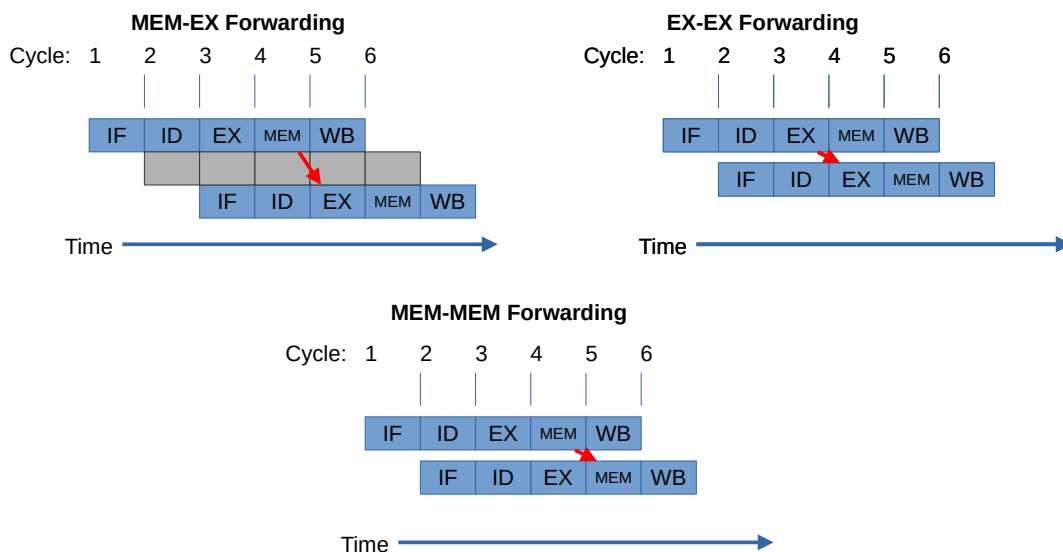 MEM-EX Forwarding
Cycle: 1 2 3 4 5 6
IF ID EX MEM WB
IF ID EX MEM WB
Time
EX-EX Forwarding
Cycle: 1 2 3 4 5 6
IF ID EX MEM WB
IF ID EX MEM WB
Time
MEM-MEM Forwarding
Cycle: 1 2 3 4 5 6
IF ID EX MEM WB
IF ID EX MEM WB
Time